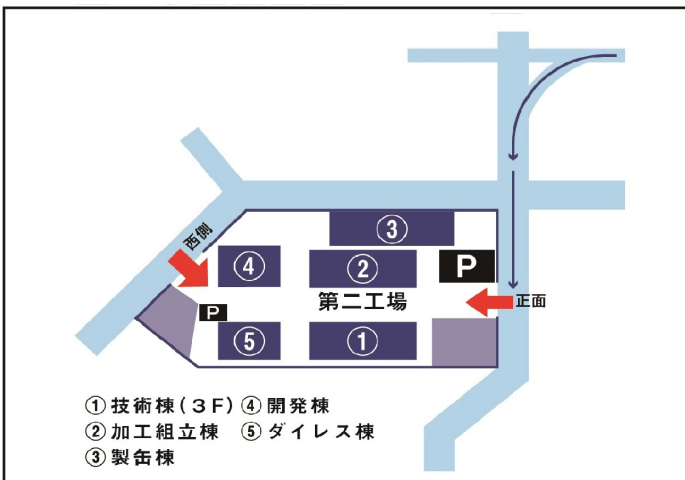 西側
③
④
②
P
P
第二工場
正面
⑤
①
①技術棟(3F) ④開発棟
②加工組立棟 ⑤ダイレス棟
③製缶棟